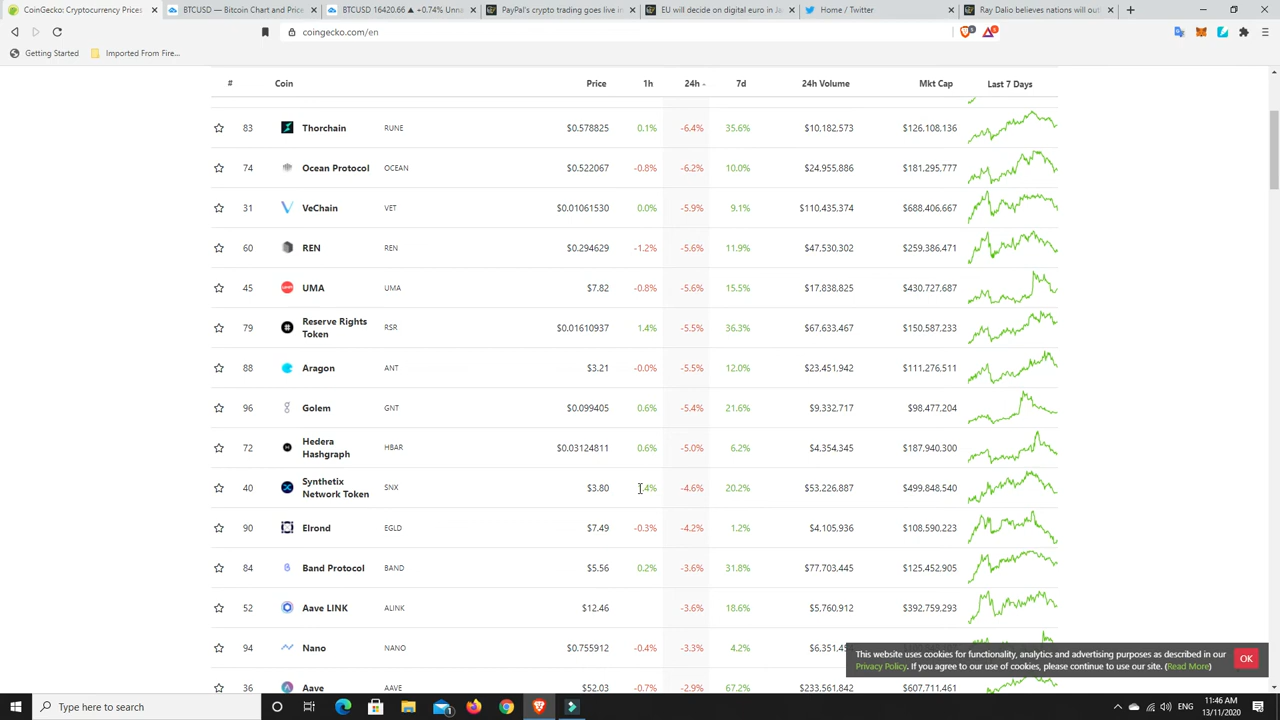 CoinGecko: Cryptocurrency Prices
BTCUSD — Bitcoin Chart and Price
BTCUSD 16420.66 ▲ +0.74% Unna
PayPal's crypto trading goes live in
EU will decide on digital euro in Ja
Home / Twitter
Ray Dalio believes nations will out
coingecko.com/en
Getting Started
Imported From Fire...
# Coin Price 1h 24h 7d 24h Volume Mkt Cap Last 7 Days
83 Thorchain RUNE $0.578825 0.1% -6.4% 35.6% $10,182,573 $126,108,136
74 Ocean Protocol OCEAN $0.522067 -0.8% -6.2% 10.0% $24,955,886 $181,295,777
31 VeChain VET $0.01061530 0.0% -5.9% 9.1% $110,435,374 $688,406,667
60 REN REN $0.294629 -1.2% -5.6% 11.9% $47,530,302 $259,386,471
45 UMA UMA $7.82 -0.8% -5.6% 15.5% $17,838,825 $430,727,687
79 Reserve Rights
Token RSR $0.01610937 1.4% -5.5% 36.3% $67,633,467 $150,587,233
88 Aragon ANT $3.21 -0.0% -5.5% 12.0% $23,451,942 $111,276,511
96 Golem GNT $0.099405 0.6% -5.4% 21.6% $9,332,717 $98,477,204
72 Hedera
Hashgraph HBAR $0.03124811 0.6% -5.0% 6.2% $4,354,345 $187,940,300
40 Synthetix
Network Token SNX $3.80 .4% -4.6% 20.2% $53,226,887 $499,848,540
90 Elrond EGLD $7.49 -0.3% -4.2% 1.2% $4,105,936 $108,590,223
84 Band Protocol BAND $5.56 0.2% -3.6% 31.8% $77,703,445 $125,452,905
52 Aave LINK ALINK $12.46 -3.6% 18.6% $5,760,912 $392,759,293
94 Nano NANO $0.755912 -0.4% -3.3% 4.2% $6,351,4
36 Aave AAVE $52.03 -0.7% -2.9% 67.2% $233,561,842 $607,711,461
This website uses cookies for functionality, analytics and advertising purposes as described in our
Privacy Policy. If you agree to our use of cookies, please continue to use our site. (Read More)
OK
Type here to search
ENG
11:46 AM
13/11/2020